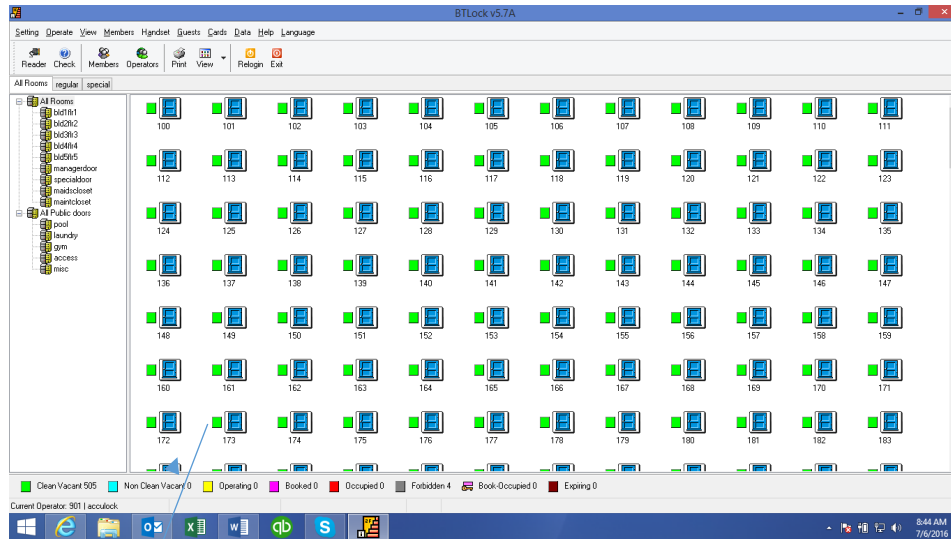 BTLock v5.7A
Setting Operate View Members Handset Guests Cards Data Help Language
Reader Check Members Operators Print View Relogin Exit
All Rooms regular special
All Rooms
bld1flr1
bld2flr2
bld3flr3
bld4flr4
bld5flr5
managerdoor
specialdoor
maidscloset
maintcloset
All Public doors
pool
laundry
gym
access
misc
100 101 102 103 104 105 106 107 108 109 110 111
112 113 114 115 116 117 118 119 120 121 122 123
124 125 126 127 128 129 130 131 132 133 134 135
136 137 138 139 140 141 142 143 144 145 146 147
148 149 150 151 152 153 154 155 156 157 158 159
160 161 162 163 164 165 166 167 168 169 170 171
172 173 174 175 176 177 178 179 180 181 182 183
Clean Vacant 505 Non Clean Vacant 0 Operating 0 Booked 0 Occupied 0 Forbidden 4 Book-Occupied 0 Expiring 0
Current Operator: 901 | acculock
8:44 AM
7/6/2016